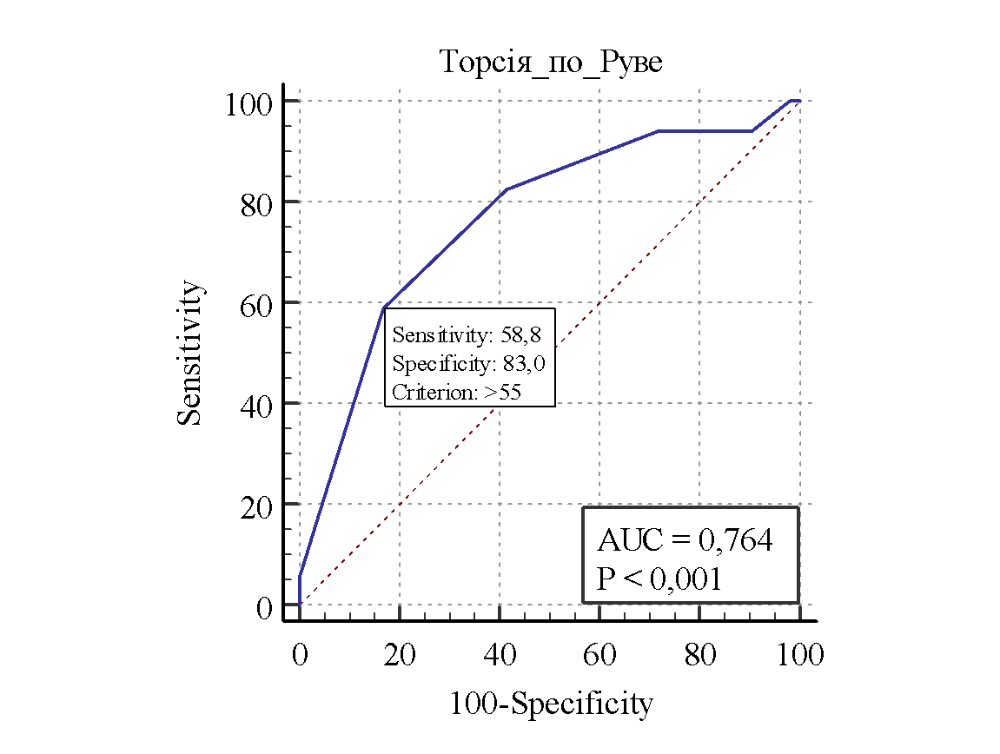 Торсія_по_Руве
100
80
60
40
20
0
Sensitivity
Sensitivity: 58,8
Specificity: 83,0
Criterion: >55
AUC = 0,764
P < 0,001
0 20 40 60 80 100
100-Specificity